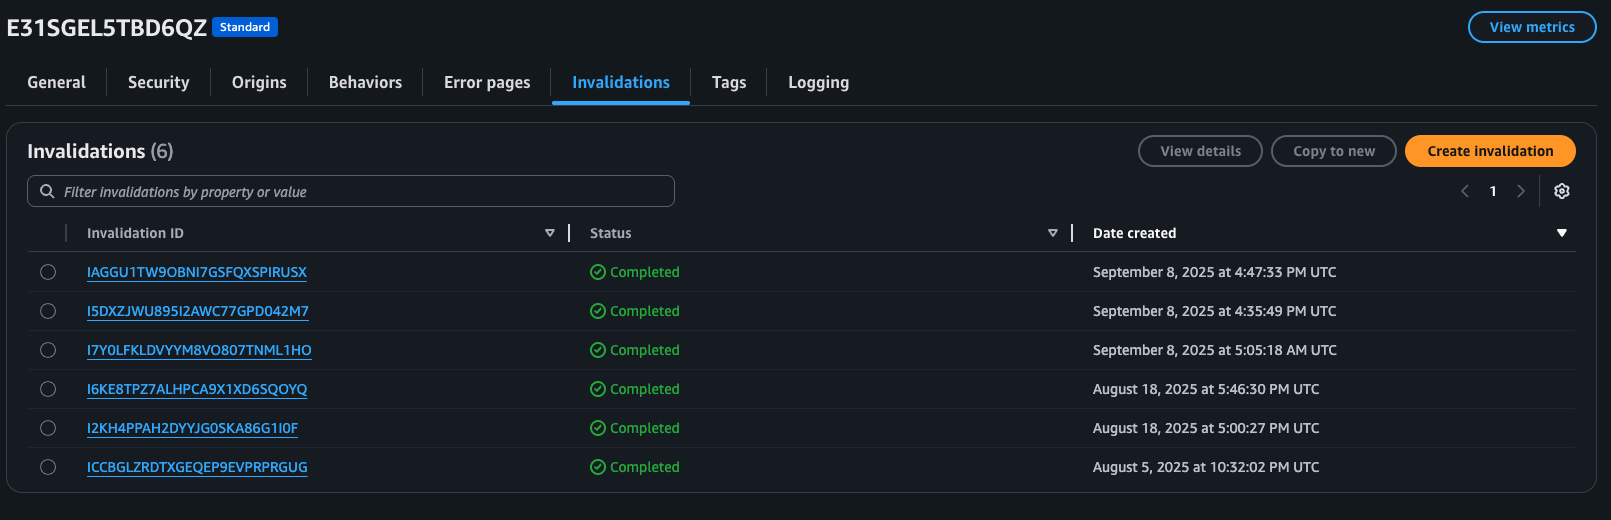 E31SGEL5TBD6QZ Standard View metrics
General Security Origins Behaviors Error pages Invalidations Tags Logging
Invalidations (6) View details Copy to new Create invalidation
Filter invalidations by property or value 1
Invalidation ID Status Date created
IAGGU1TW9OBNI7GSFQXSPIRUSX Completed September 8, 2025 at 4:47:33 PM UTC
I5DXZJWU895I2AWC77GPD042M7 Completed September 8, 2025 at 4:35:49 PM UTC
I7Y0LFKLDVYYM8VO807TNML1HO Completed September 8, 2025 at 5:05:18 AM UTC
I6KE8TPZ7ALHPCA9X1XD6SQOYQ Completed August 18, 2025 at 5:46:30 PM UTC
I2KH4PPAH2DYYJG0SKA86G1I0F Completed August 18, 2025 at 5:00:27 PM UTC
ICCBGLZRDTXGEQEP9EVPRPRGUG Completed August 5, 2025 at 10:32:02 PM UTC